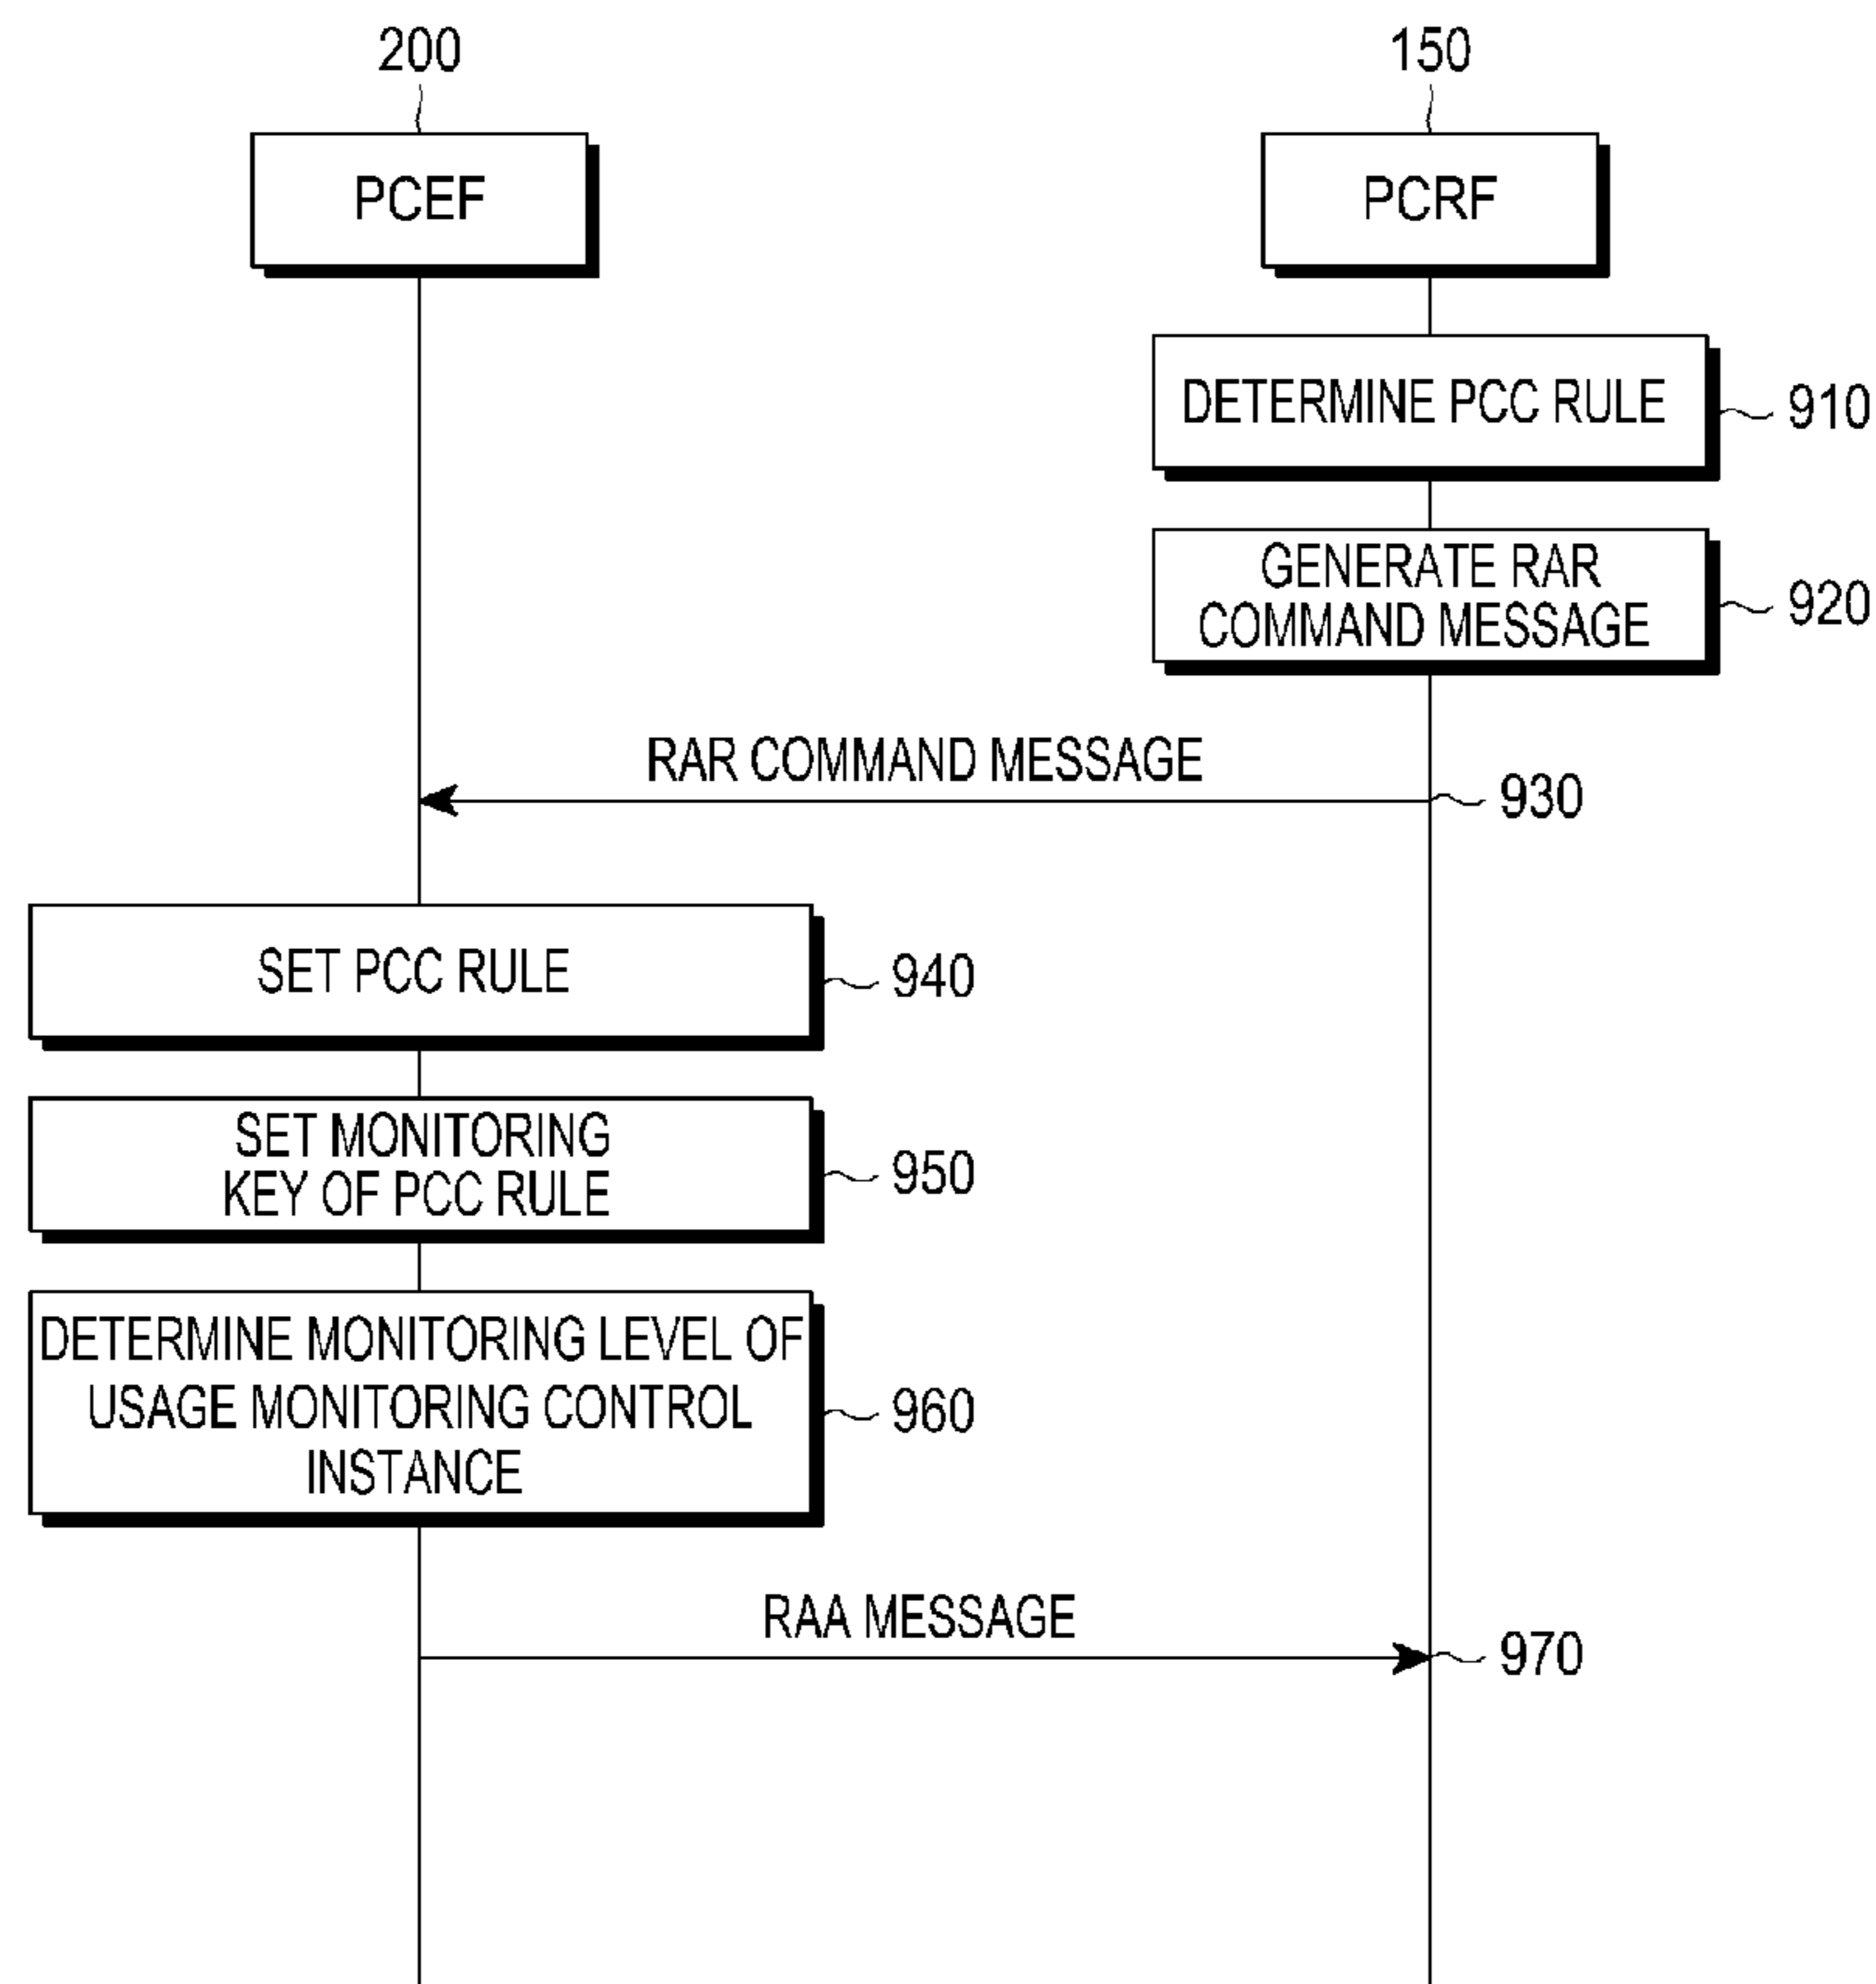 200
150
PCEF
PCRF
DETERMINE PCC RULE
910
GENERATE RAR
COMMAND MESSAGE
920
RAR COMMAND MESSAGE
930
SET PCC RULE
940
SET MONITORING
KEY OF PCC RULE
950
DETERMINE MONITORING LEVEL OF
USAGE MONITORING CONTROL
INSTANCE
960
RAA MESSAGE
970